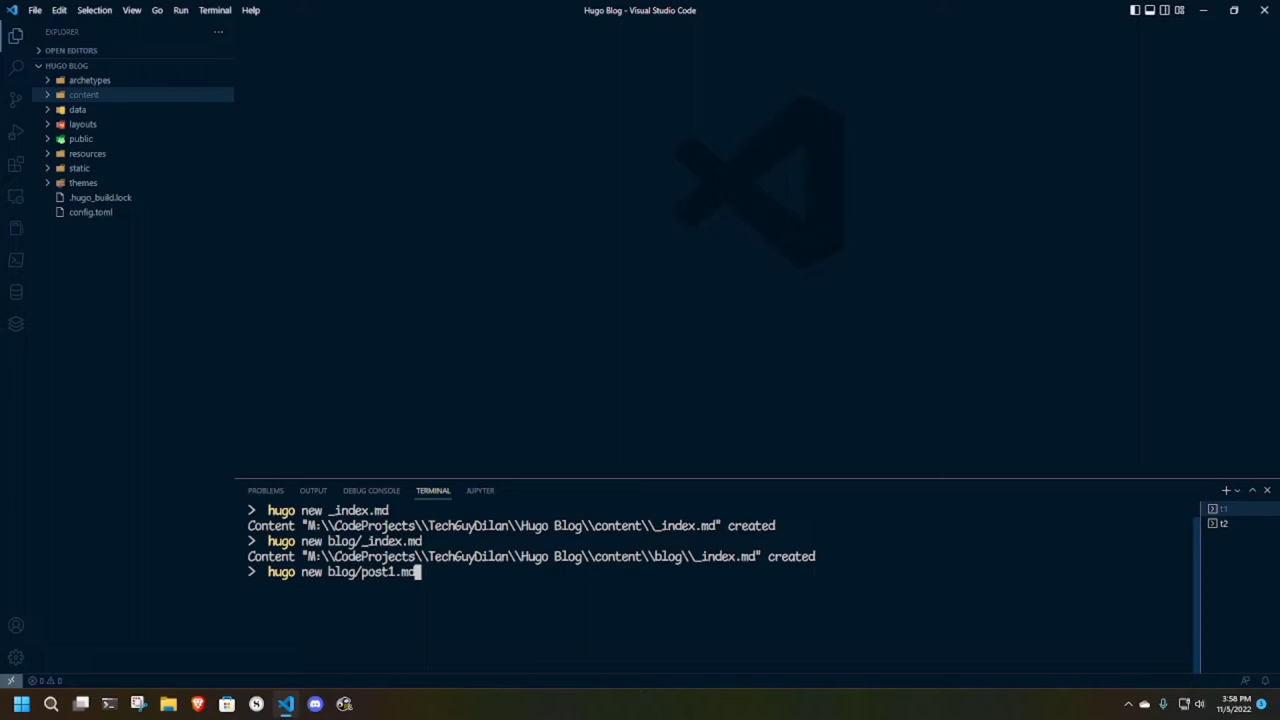 File Edit Selection View Go Run Terminal Help
Hugo Blog - Visual Studio Code
EXPLORER
OPEN EDITORS
HUGO BLOG
archetypes
content
data
layouts
public
resources
static
themes
.hugo_build.lock
config.toml
PROBLEMS OUTPUT DEBUG CONSOLE TERMINAL JUPYTER
> hugo new _index.md
Content "M:\\CodeProjects\\TechGuyDilan\\Hugo Blog\\content\\_index.md" created
> hugo new blog/_index.md
Content "M:\\CodeProjects\\TechGuyDilan\\Hugo Blog\\content\\blog\\_index.md" created
> hugo new blog/post1.md
t1
t2
0 0
3:58 PM
11/5/2022